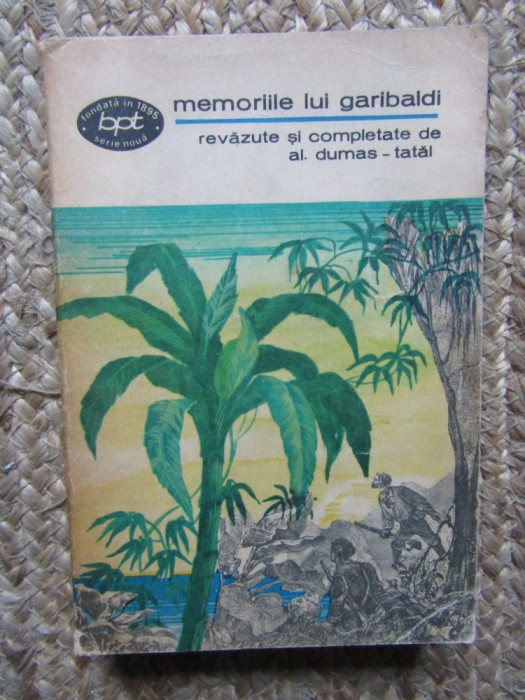 fondată în 1895
bpt
serie nouă
memoriile lui garibaldi
revăzute și completate de
al. dumas - tatăl